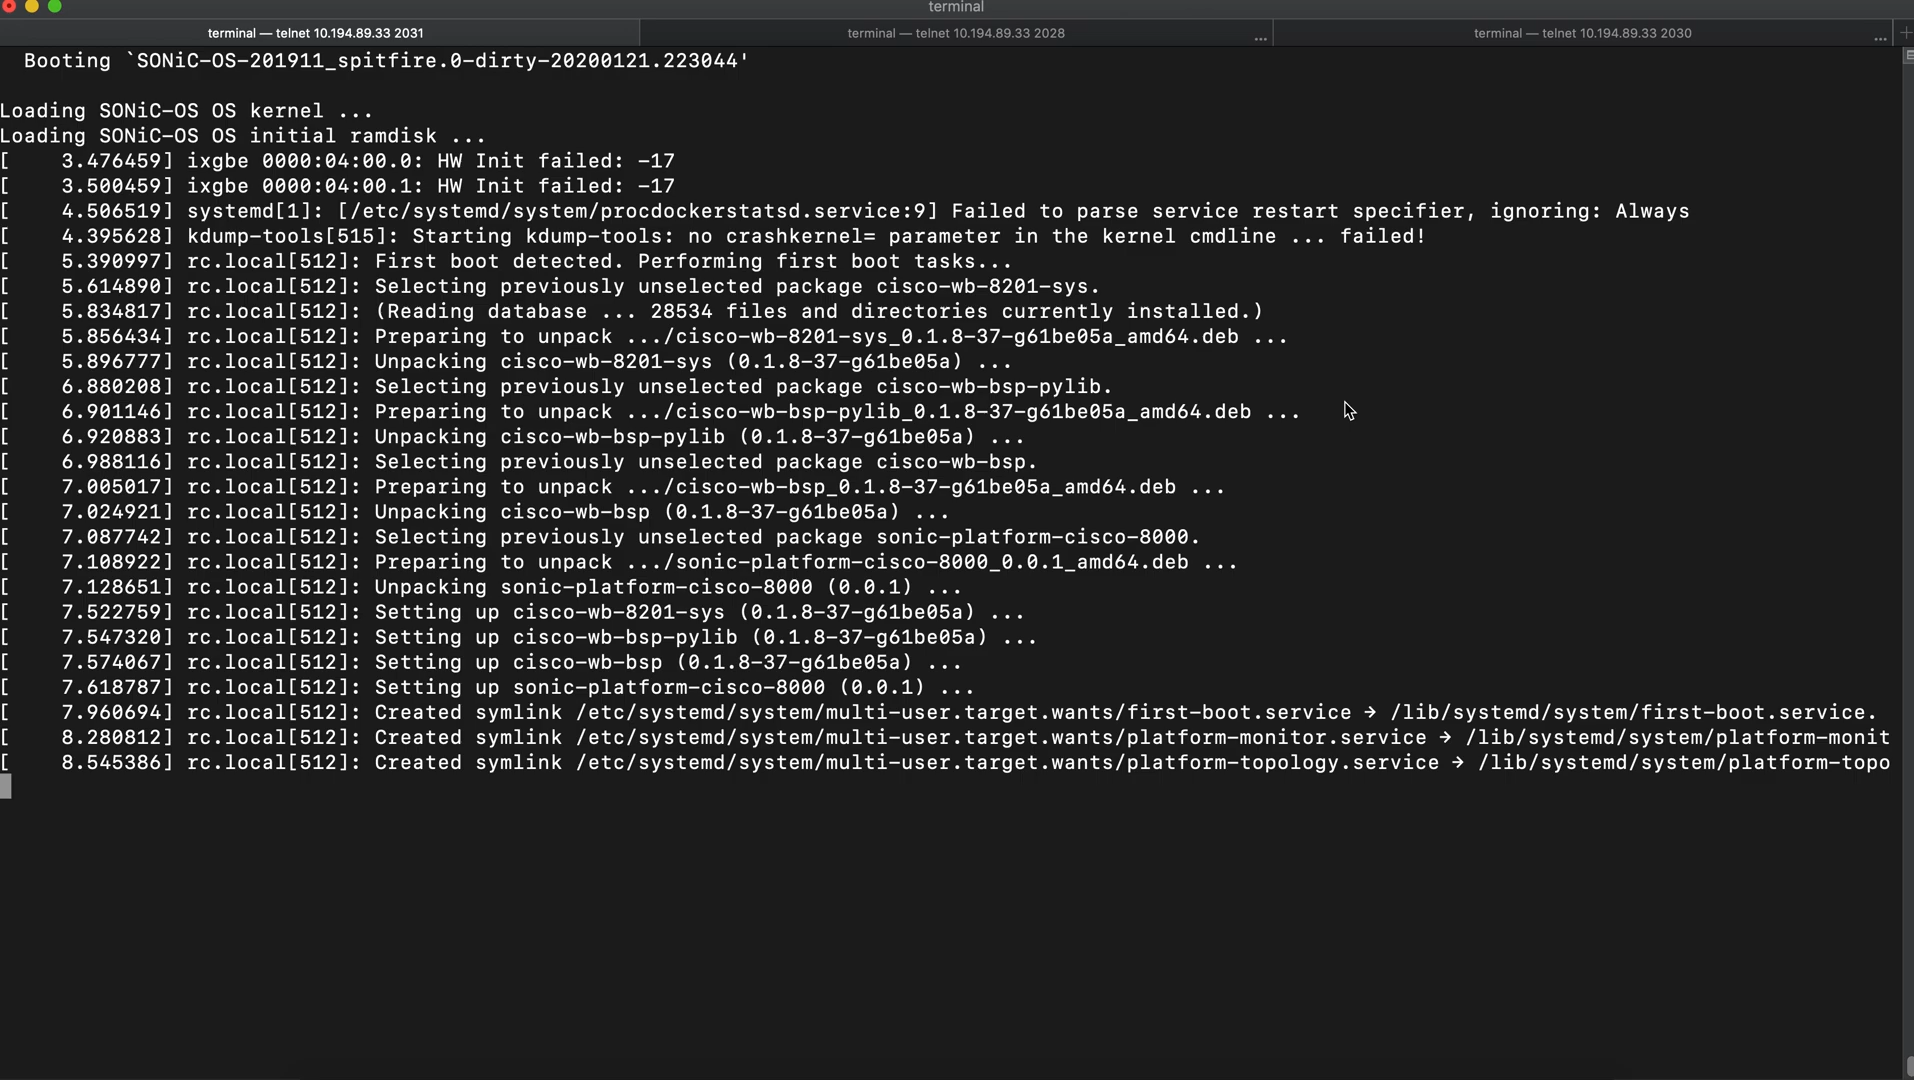 terminal
terminal — telnet 10.194.89.33 2031
terminal — telnet 10.194.89.33 2028
...
terminal — telnet 10.194.89.33 2030
...
+
Booting `SONiC-OS-201911_spitfire.0-dirty-20200121.223044'
Loading SONiC-OS OS kernel ...
Loading SONiC-OS OS initial ramdisk ...
[    3.476459] ixgbe 0000:04:00.0: HW Init failed: -17
[    3.500459] ixgbe 0000:04:00.1: HW Init failed: -17
[    4.506519] systemd[1]: [/etc/systemd/system/procdockerstatsd.service:9] Failed to parse service restart specifier, ignoring: Always
[    4.395628] kdump-tools[515]: Starting kdump-tools: no crashkernel= parameter in the kernel cmdline ... failed!
[    5.390997] rc.local[512]: First boot detected. Performing first boot tasks...
[    5.614890] rc.local[512]: Selecting previously unselected package cisco-wb-8201-sys.
[    5.834817] rc.local[512]: (Reading database ... 28534 files and directories currently installed.)
[    5.856434] rc.local[512]: Preparing to unpack .../cisco-wb-8201-sys_0.1.8-37-g61be05a_amd64.deb ...
[    5.896777] rc.local[512]: Unpacking cisco-wb-8201-sys (0.1.8-37-g61be05a) ...
[    6.880208] rc.local[512]: Selecting previously unselected package cisco-wb-bsp-pylib.
[    6.901146] rc.local[512]: Preparing to unpack .../cisco-wb-bsp-pylib_0.1.8-37-g61be05a_amd64.deb ...
[    6.920883] rc.local[512]: Unpacking cisco-wb-bsp-pylib (0.1.8-37-g61be05a) ...
[    6.988116] rc.local[512]: Selecting previously unselected package cisco-wb-bsp.
[    7.005017] rc.local[512]: Preparing to unpack .../cisco-wb-bsp_0.1.8-37-g61be05a_amd64.deb ...
[    7.024921] rc.local[512]: Unpacking cisco-wb-bsp (0.1.8-37-g61be05a) ...
[    7.087742] rc.local[512]: Selecting previously unselected package sonic-platform-cisco-8000.
[    7.108922] rc.local[512]: Preparing to unpack .../sonic-platform-cisco-8000_0.0.1_amd64.deb ...
[    7.128651] rc.local[512]: Unpacking sonic-platform-cisco-8000 (0.0.1) ...
[    7.522759] rc.local[512]: Setting up cisco-wb-8201-sys (0.1.8-37-g61be05a) ...
[    7.547320] rc.local[512]: Setting up cisco-wb-bsp-pylib (0.1.8-37-g61be05a) ...
[    7.574067] rc.local[512]: Setting up cisco-wb-bsp (0.1.8-37-g61be05a) ...
[    7.618787] rc.local[512]: Setting up sonic-platform-cisco-8000 (0.0.1) ...
[    7.960694] rc.local[512]: Created symlink /etc/systemd/system/multi-user.target.wants/first-boot.service → /lib/systemd/system/first-boot.service.
[    8.280812] rc.local[512]: Created symlink /etc/systemd/system/multi-user.target.wants/platform-monitor.service → /lib/systemd/system/platform-monit
[    8.545386] rc.local[512]: Created symlink /etc/systemd/system/multi-user.target.wants/platform-topology.service → /lib/systemd/system/platform-topo